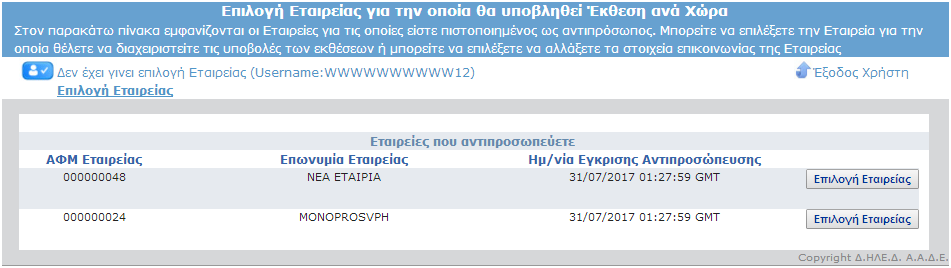 Επιλογή Εταιρείας για την οποία θα υποβληθεί Έκθεση ανά Χώρα
Στον παρακάτω πίνακα εμφανίζονται οι Εταιρείες για τις οποίες είστε πιστοποιημένος ως αντιπρόσωπος. Μπορείτε να επιλέξετε την Εταιρεία για την
οποία θέλετε να διαχειριστείτε τις υποβολές των εκθέσεων ή μπορείτε να επιλέξετε να αλλάξετε τα στοιχεία επικοινωνίας της Εταιρείας
Δεν έχει γινει επιλογή Εταιρείας (Username:WWWWWWWWWW12) Έξοδος Χρήστη
Επιλογή Εταιρείας
Εταιρείες που αντιπροσωπεύετε
ΑΦΜ Εταιρείας Επωνυμία Εταιρείας Ημ/νία Εγκρισης Αντιπροσώπευσης
000000048 ΝΕΑ ΕΤΑΙΡΙΑ 31/07/2017 01:27:59 GMT Επιλογή Εταιρείας
000000024 MONOPROSVPH 31/07/2017 01:27:59 GMT Επιλογή Εταιρείας
Copyright Δ.ΗΛΕ.Δ. Α.Α.Δ.Ε.